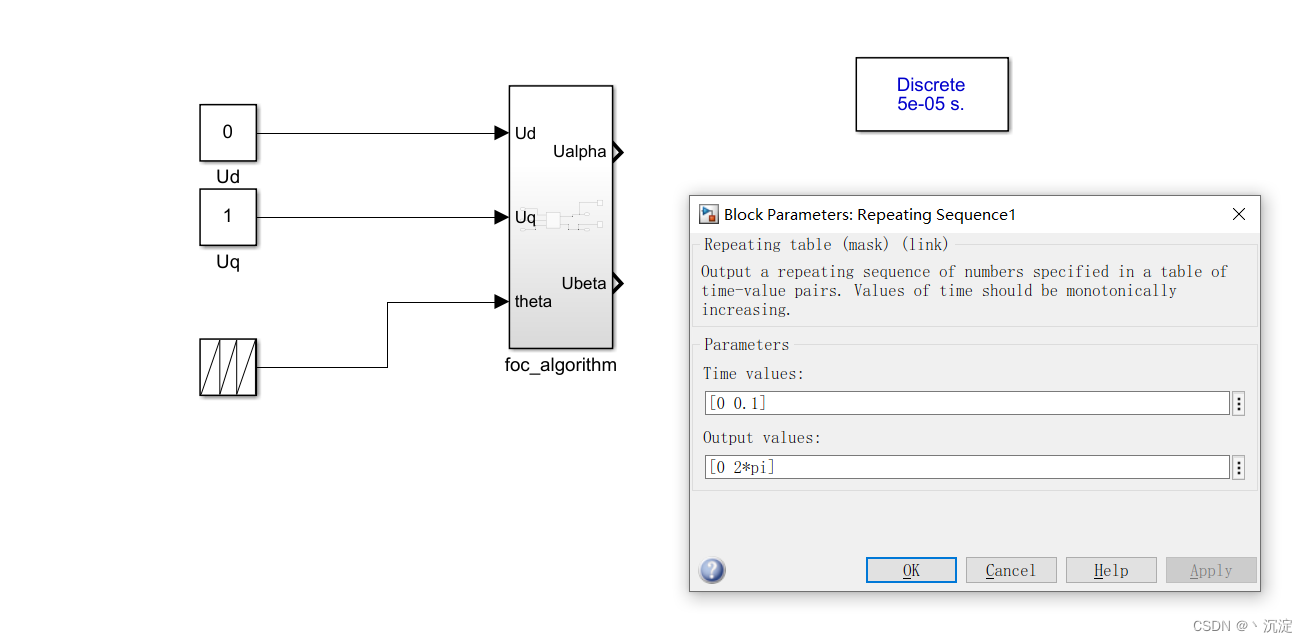 0
Ud
1
Uq
Ud
Ualpha
Uq
Ubeta
theta
foc_algorithm
Discrete
5e-05 s.
Block Parameters: Repeating Sequence1
Repeating table (mask) (link)
Output a repeating sequence of numbers specified in a table of
time-value pairs. Values of time should be monotonically
increasing.
Parameters
Time values:
[0 0.1]
Output values:
[0 2*pi]
OK
Cancel
Help
Apply
CSDN @丶沉淀